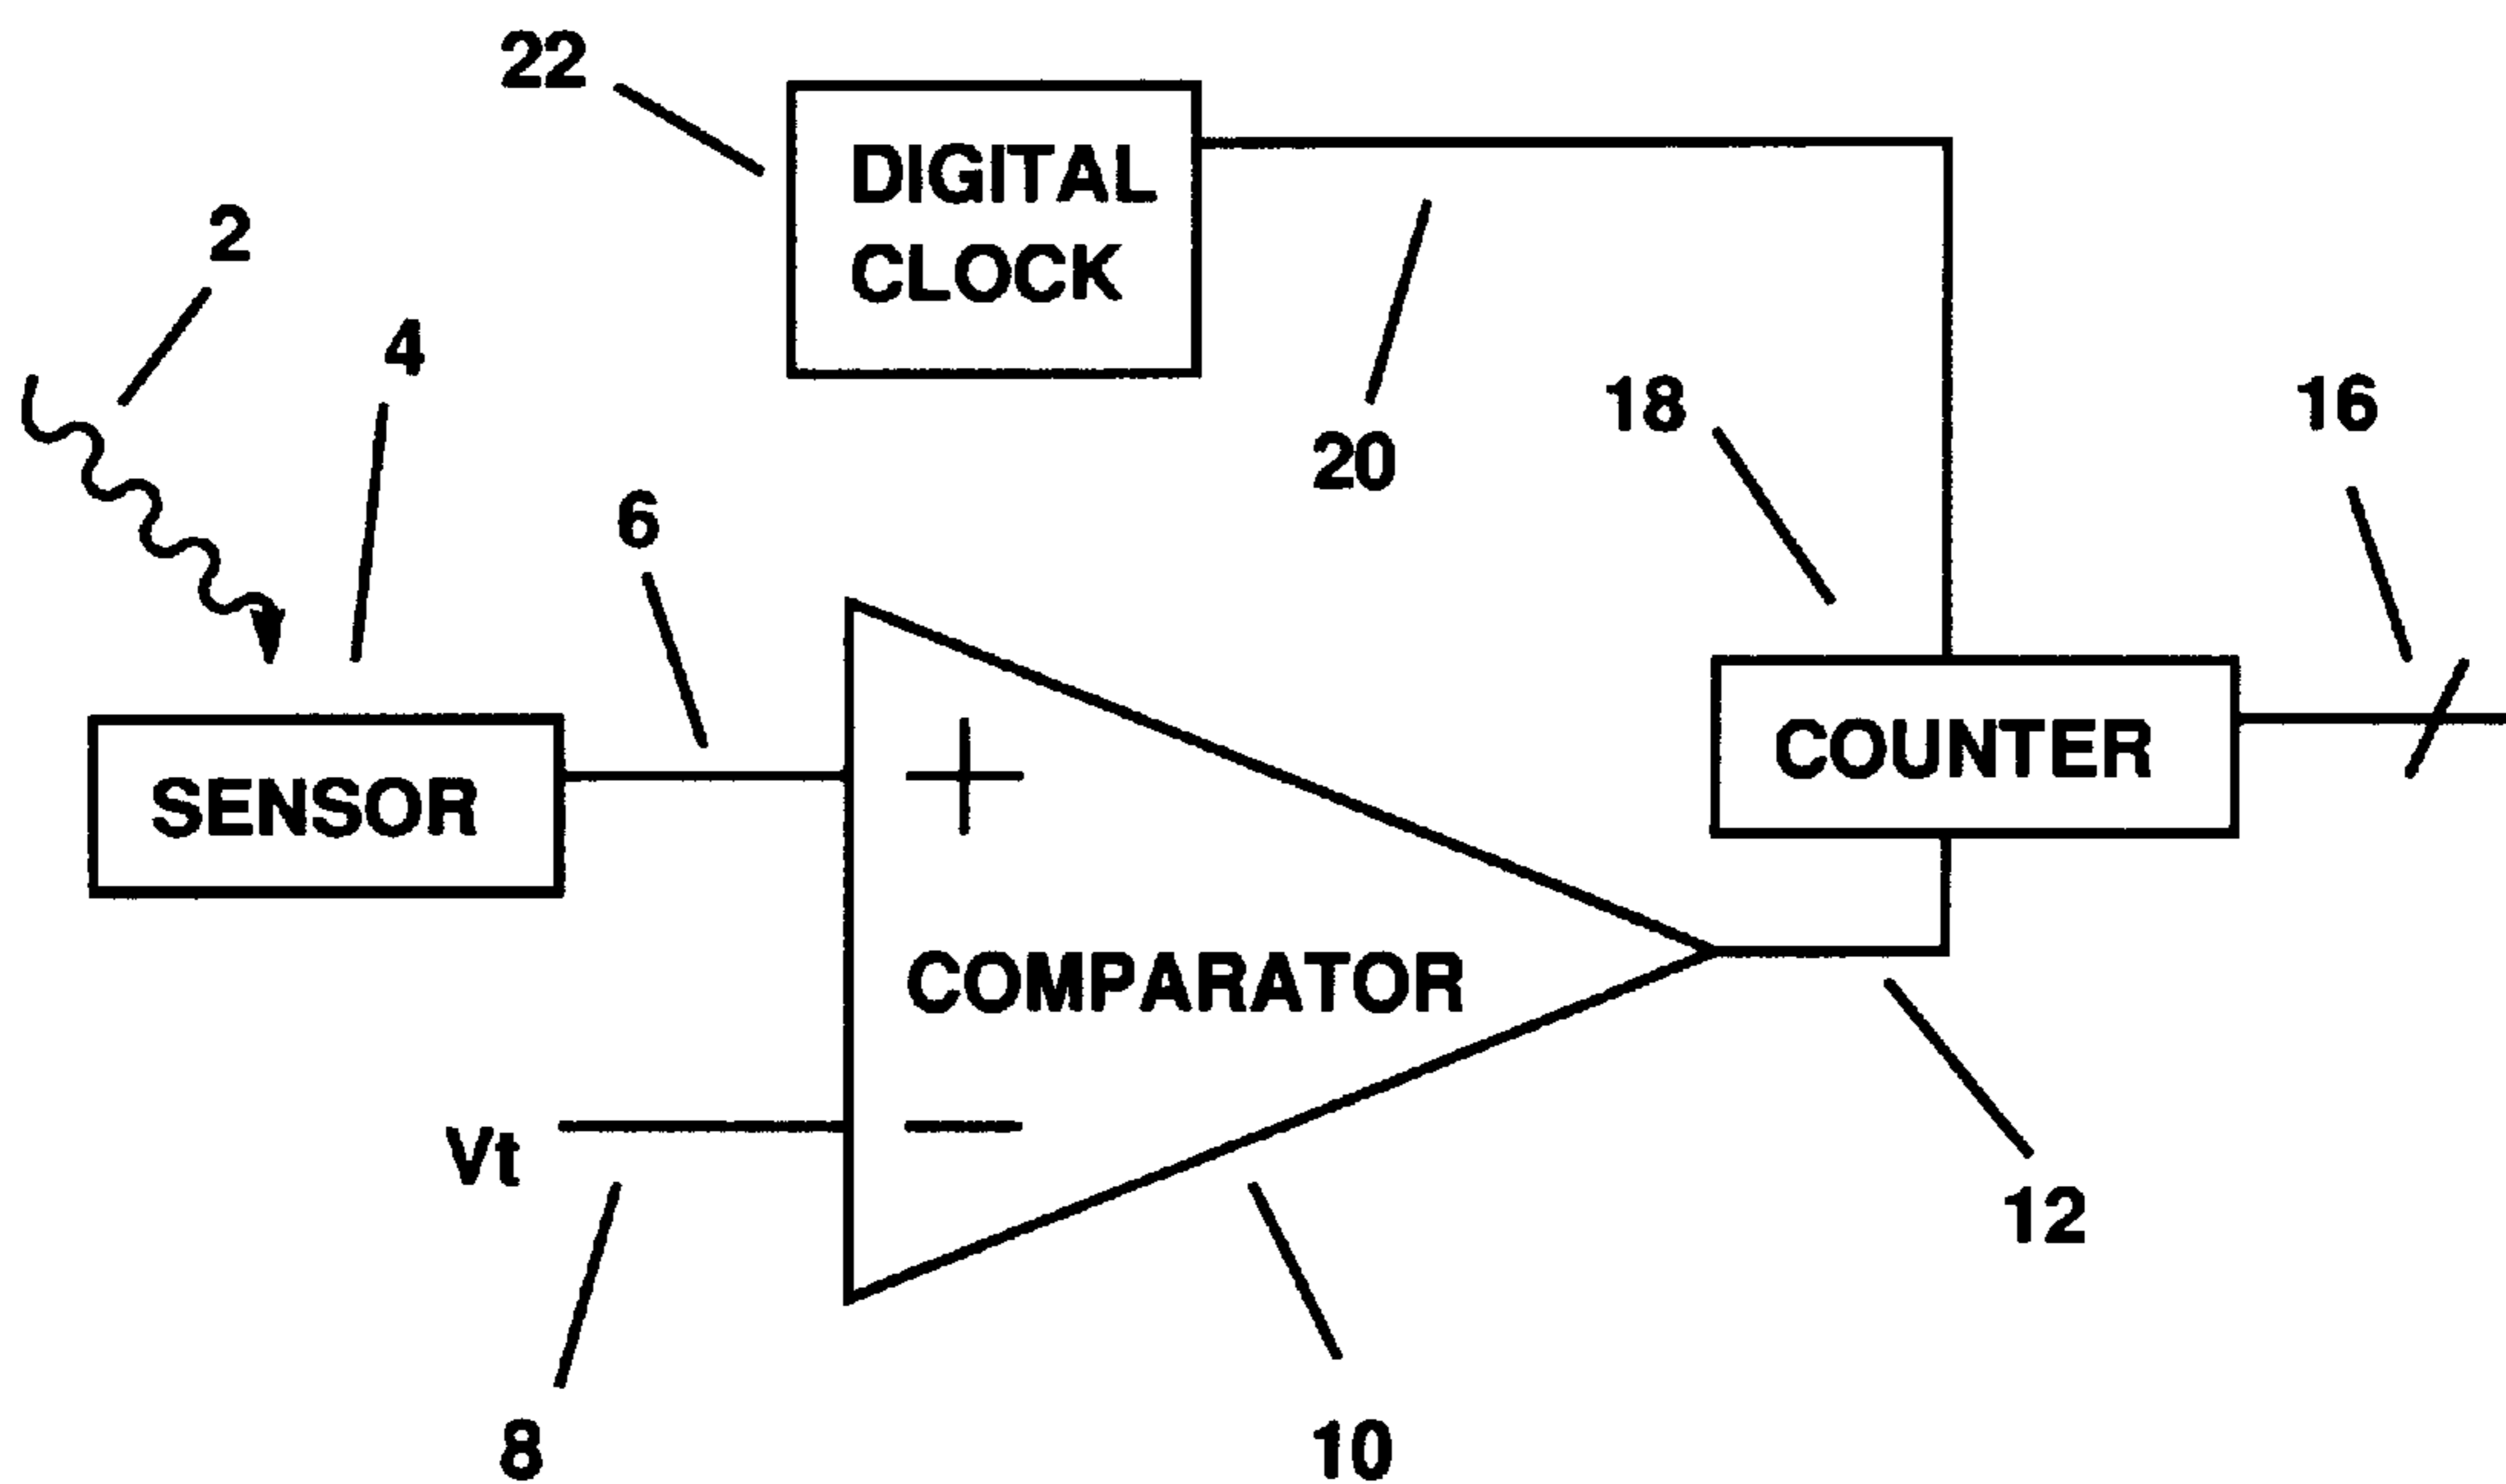 22
DIGITAL
CLOCK
2
4
20
18
16
6
SENSOR
+
COUNTER
COMPARATOR
Vt
—
12
8
10